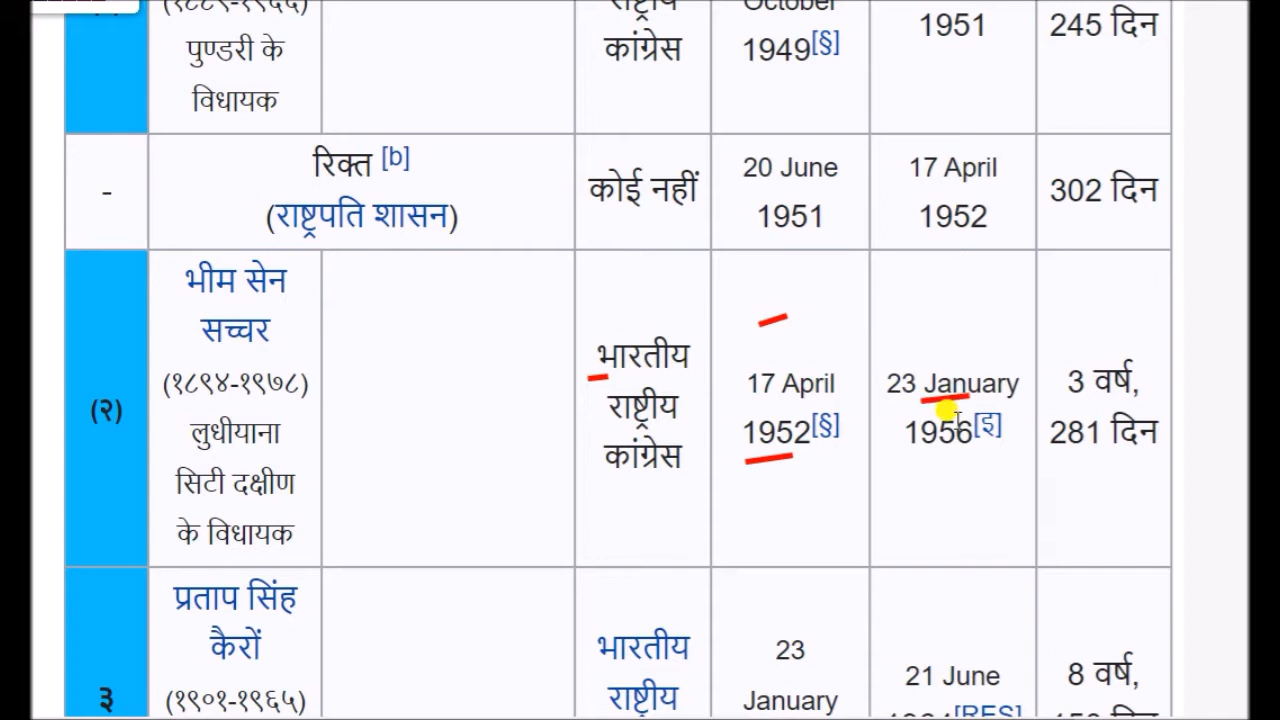 पुण्डरी के
विधायक
राष्ट्रीय
कांग्रेस
October
1949[§]
1951
245 दिन
-
रिक्त [b]
(राष्ट्रपति शासन)
कोई नहीं
20 June
1951
17 April
1952
302 दिन
(२)
भीम सेन
सच्चर
(१८९४-१९७८)
लुधीयाना
सिटी दक्षीण
के विधायक
भारतीय
राष्ट्रीय
कांग्रेस
17 April
1952[§]
23 January
1956[इ]
3 वर्ष,
281 दिन
३
प्रताप सिंह
कैरों
(१९०१-१९६५)
भारतीय
राष्ट्रीय
23
January
21 June
[RES]
8 वर्ष,
दिन